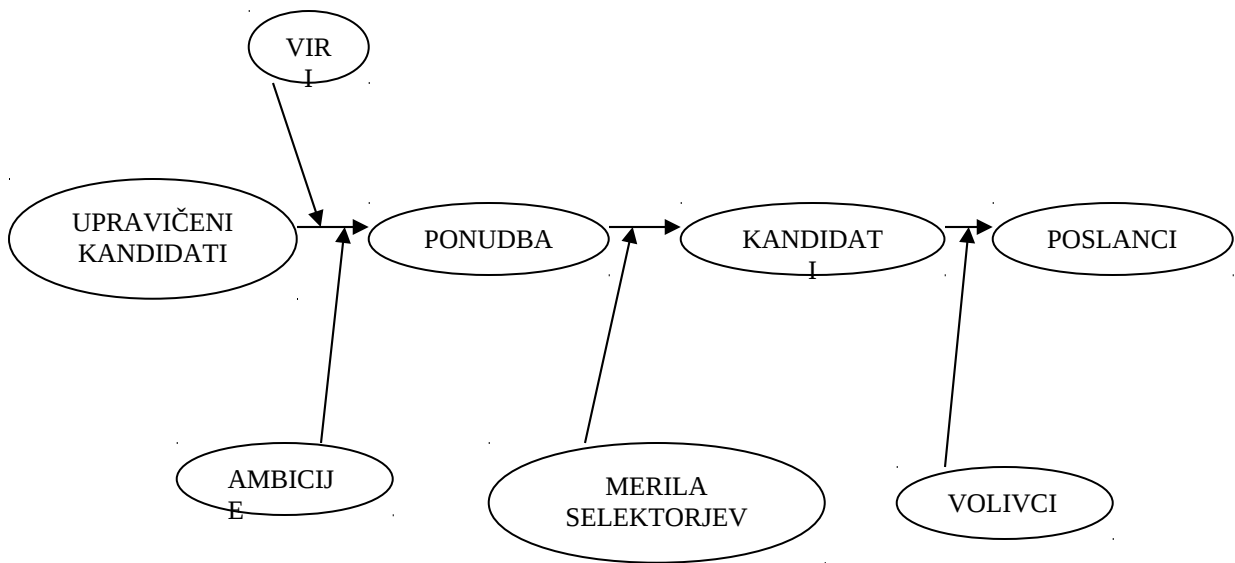 VIR
I
UPRAVIČENI
KANDIDATI
PONUDBA
KANDIDAT
I
POSLANCI
AMBICIJ
E
MERILA
SELEKTORJEV
VOLIVCI